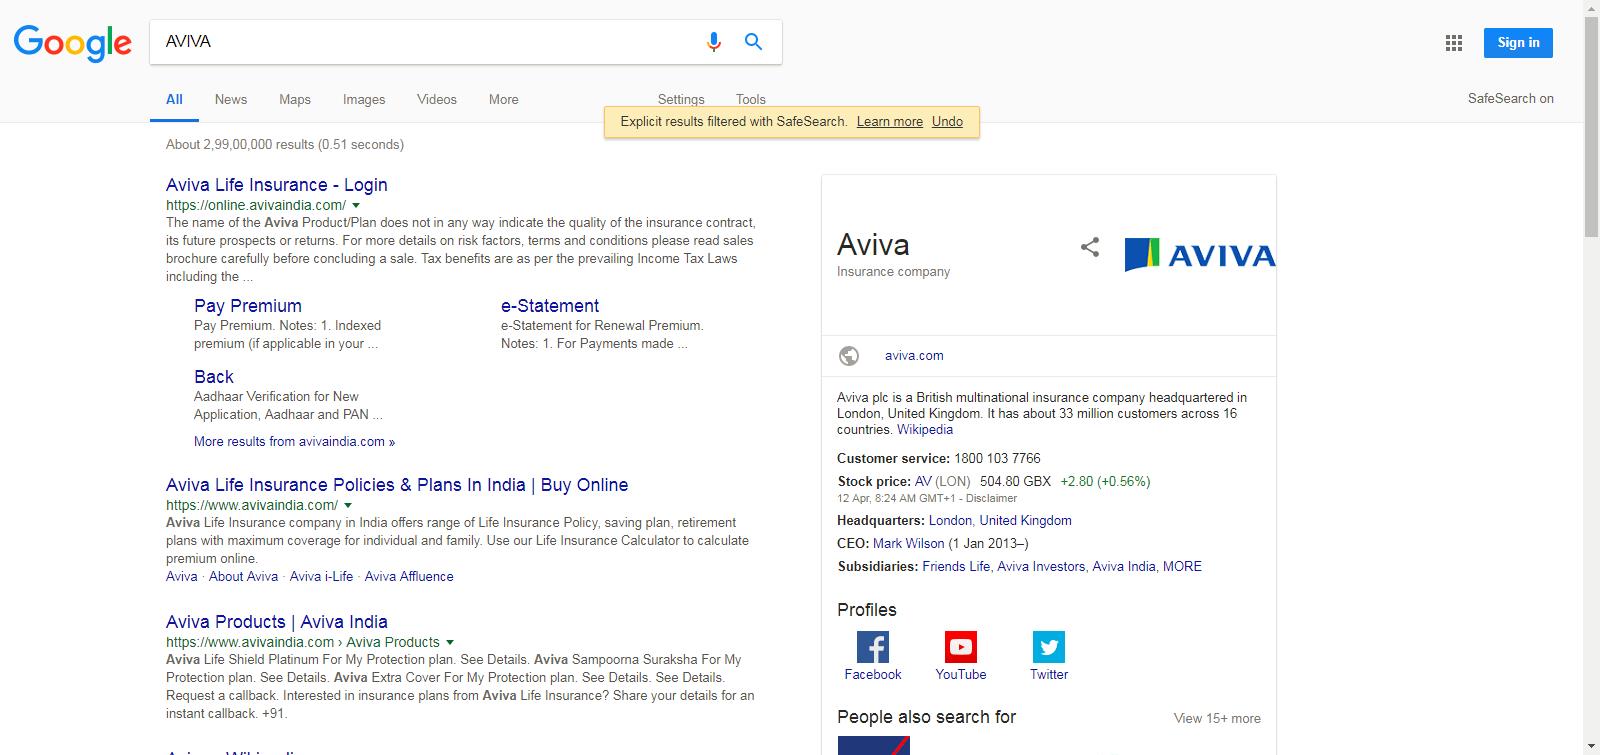 Google
AVIVA
Sign in
All News Maps Images Videos More Settings Tools
SafeSearch on
Explicit results filtered with SafeSearch. Learn more Undo
About 2,99,00,000 results (0.51 seconds)
Aviva Life Insurance - Login
https://online.avivaindia.com/
The name of the Aviva Product/Plan does not in any way indicate the quality of the insurance contract,
its future prospects or returns. For more details on risk factors, terms and conditions please read sales
brochure carefully before concluding a sale. Tax benefits are as per the prevailing Income Tax Laws
including the ...
Pay Premium
Pay Premium. Notes: 1. Indexed
premium (if applicable in your ...
e-Statement
e-Statement for Renewal Premium.
Notes: 1. For Payments made ...
Back
Aadhaar Verification for New
Application, Aadhaar and PAN ...
More results from avivaindia.com »
Aviva Life Insurance Policies & Plans In India | Buy Online
https://www.avivaindia.com/
Aviva Life Insurance company in India offers range of Life Insurance Policy, saving plan, retirement
plans with maximum coverage for individual and family. Use our Life Insurance Calculator to calculate
premium online.
Aviva · About Aviva · Aviva i-Life · Aviva Affluence
Aviva Products | Aviva India
https://www.avivaindia.com › Aviva Products
Aviva Life Shield Platinum For My Protection plan. See Details. Aviva Sampoorna Suraksha For My
Protection plan. See Details. Aviva Extra Cover For My Protection plan. See Details. See Details.
Request a callback. Interested in insurance plans from Aviva Life Insurance? Share your details for an
instant callback. +91.
Aviva
Insurance company
AVIVA
aviva.com
Aviva plc is a British multinational insurance company headquartered in
London, United Kingdom. It has about 33 million customers across 16
countries. Wikipedia
Customer service: 1800 103 7766
Stock price: AV (LON) 504.80 GBX +2.80 (+0.56%)
12 Apr, 8:24 AM GMT+1 - Disclaimer
Headquarters: London, United Kingdom
CEO: Mark Wilson (1 Jan 2013–)
Subsidiaries: Friends Life, Aviva Investors, Aviva India, MORE
Profiles
Facebook YouTube Twitter
People also search for
View 15+ more